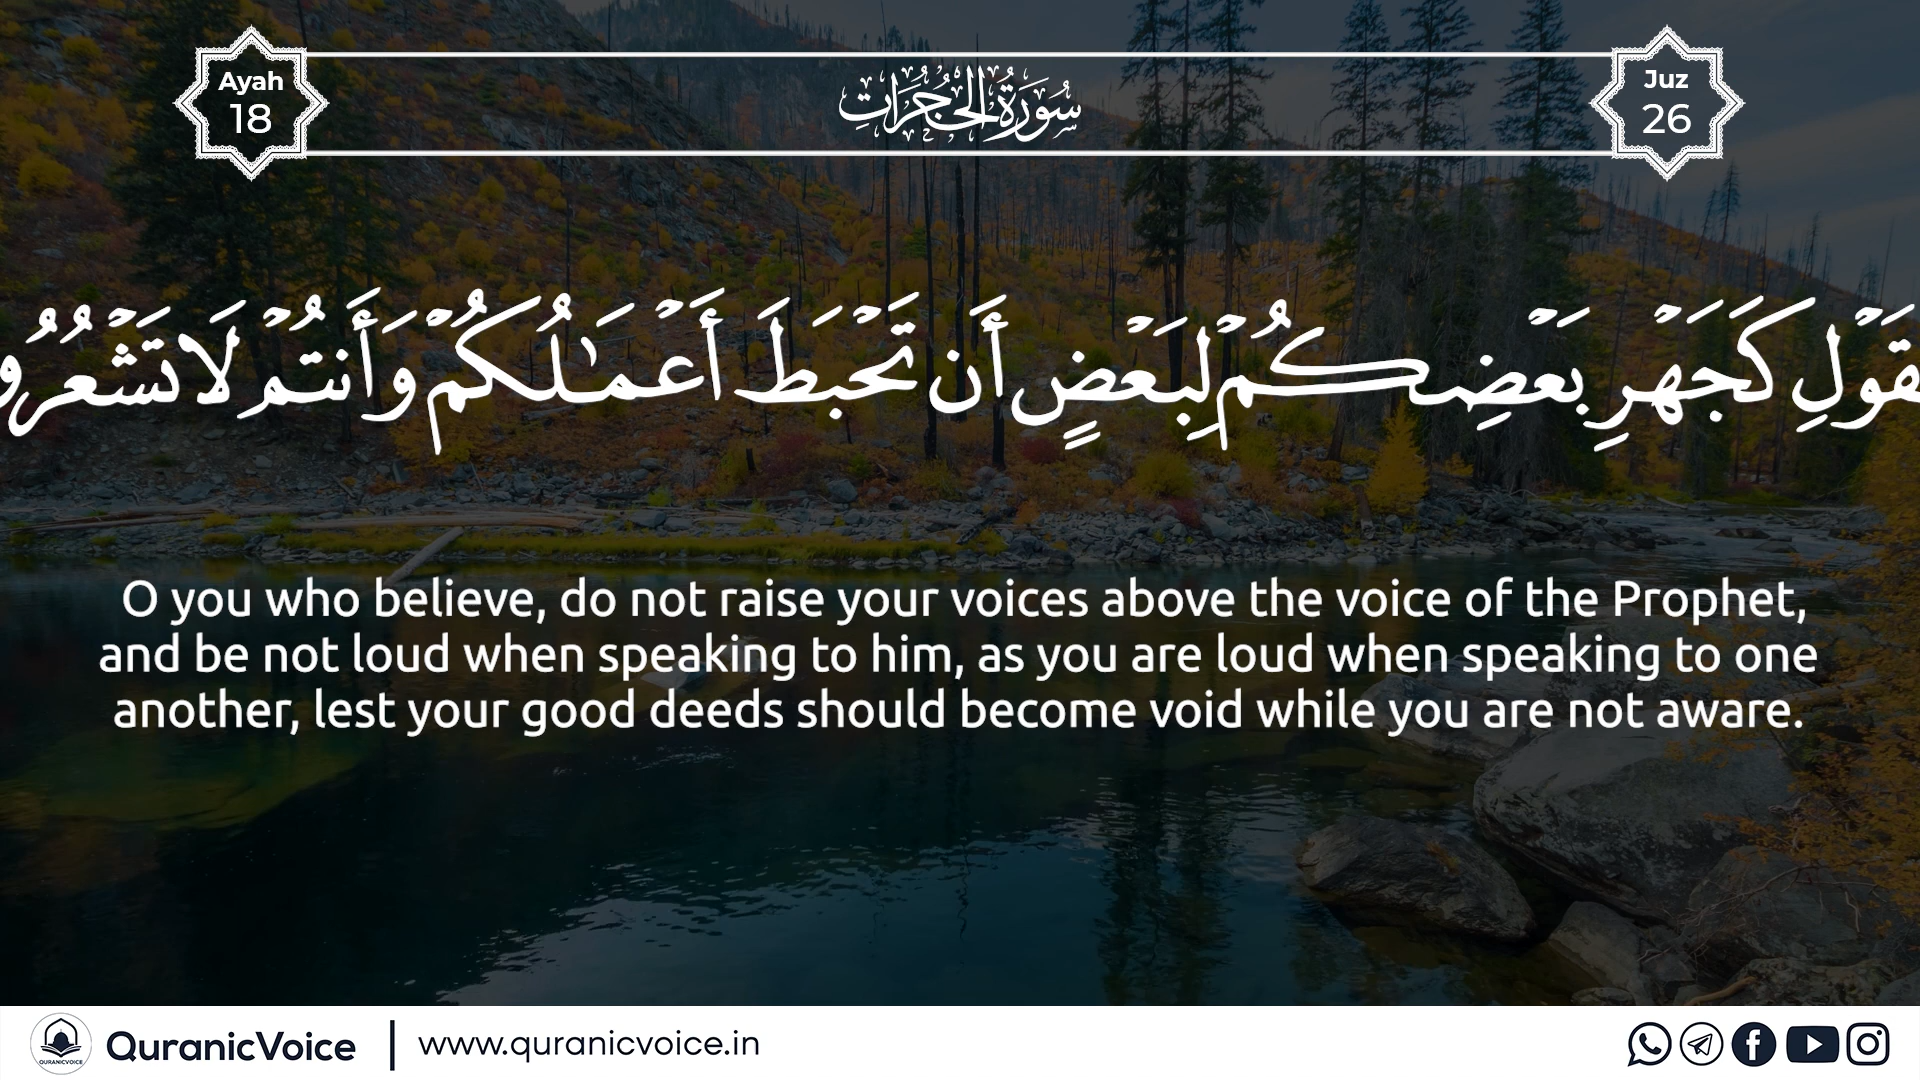 Ayah
18
سُورَةُ الحُجُرَاتِ
Juz
26
كَجَهْرِ بَعْضِكُمْ لِبَعْضٍ أَن تَحْبَطَ أَعْمَٰلُكُمْ وَأَنتُمْ لَا
O you who believe, do not raise your voices above the voice of the Prophet,
and be not loud when speaking to him, as you are loud when speaking to one
another, lest your good deeds should become void while you are not aware.
QURANICVOICE
QuranicVoice | www.quranicvoice.in